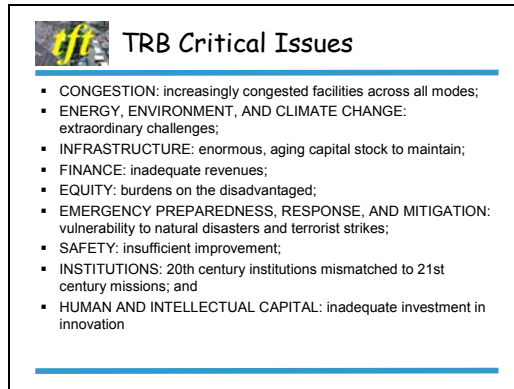 tft TRB Critical Issues
▪ CONGESTION: increasingly congested facilities across all modes;
▪ ENERGY, ENVIRONMENT, AND CLIMATE CHANGE:
extraordinary challenges;
▪ INFRASTRUCTURE: enormous, aging capital stock to maintain;
▪ FINANCE: inadequate revenues;
▪ EQUITY: burdens on the disadvantaged;
▪ EMERGENCY PREPAREDNESS, RESPONSE, AND MITIGATION:
vulnerability to natural disasters and terrorist strikes;
▪ SAFETY: insufficient improvement;
▪ INSTITUTIONS: 20th century institutions mismatched to 21st
century missions; and
▪ HUMAN AND INTELLECTUAL CAPITAL: inadequate investment in
innovation